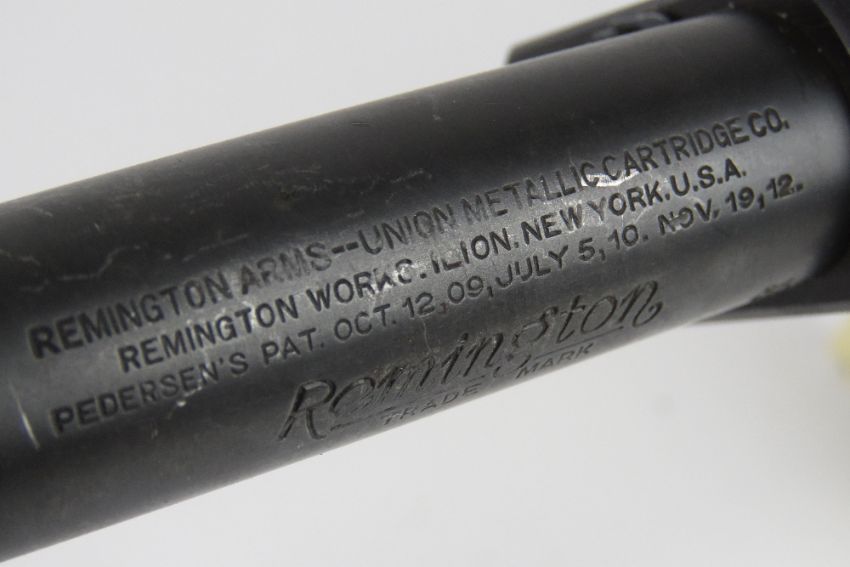 REMINGTON ARMS--UNION METALLIC CARTRIDGE CO.
REMINGTON WORKS. ILION. NEW YORK. U.S.A.
PEDERSEN'S PAT. OCT. 12, 09, JULY 5, 10. NOV. 19, 12.
Remington
TRADE MARK